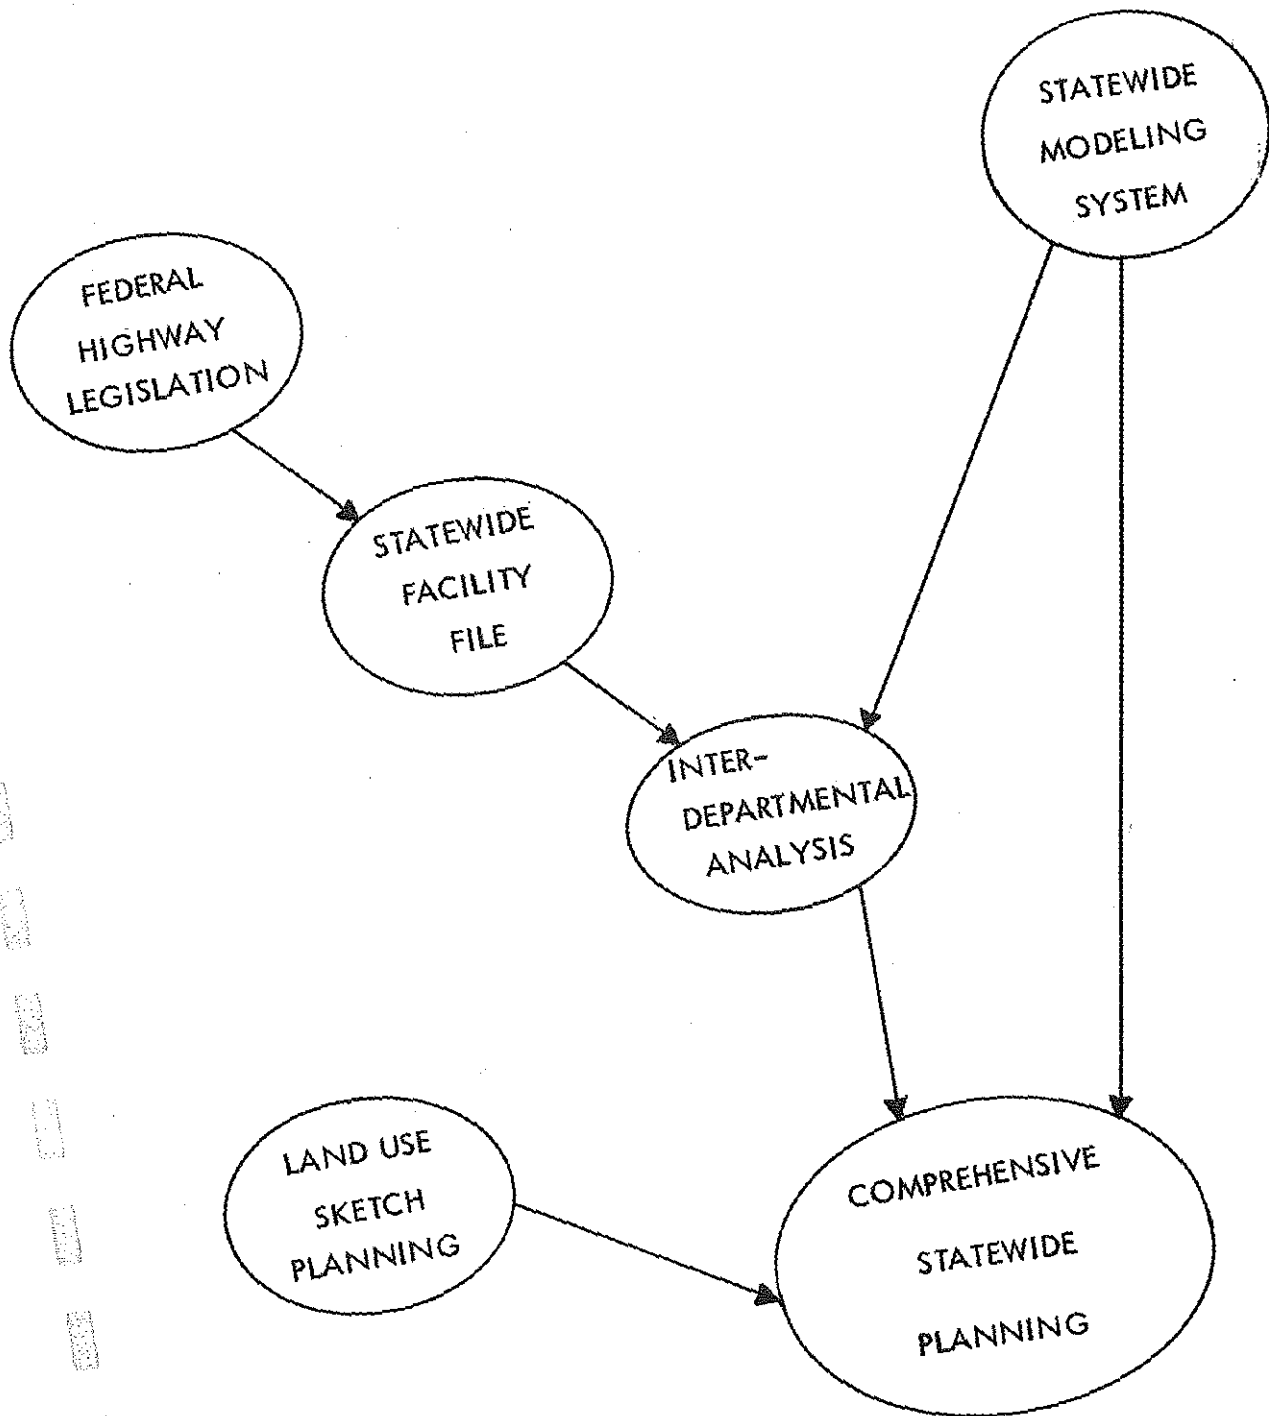 STATEWIDE
MODELING
SYSTEM
FEDERAL
HIGHWAY
LEGISLATION
STATEWIDE
FACILITY
FILE
INTER-
DEPARTMENTAL
ANALYSIS
LAND USE
SKETCH
PLANNING
COMPREHENSIVE
STATEWIDE
PLANNING